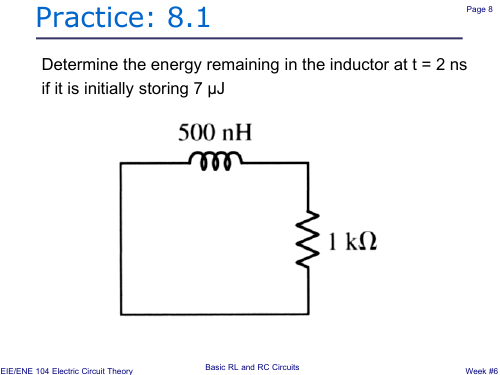 Practice: 8.1
Page 8
Determine the energy remaining in the inductor at t = 2 ns
if it is initially storing 7 μJ
500 nH
1 kΩ
EIE/ENE 104 Electric Circuit Theory
Basic RL and RC Circuits
Week #6